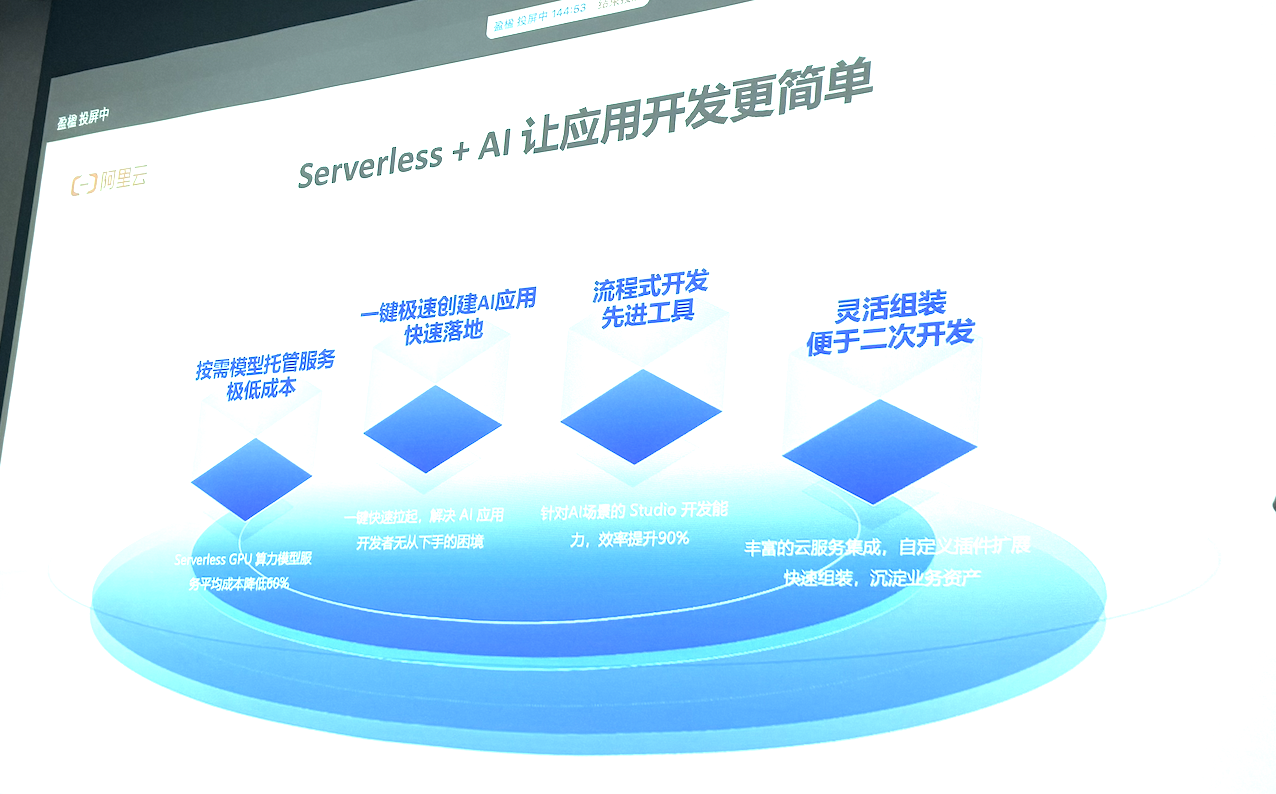 盈楹 投屏中 144:53 结束投屏
盈楹 投屏中
阿里云
Serverless + AI 让应用开发更简单
按需模型托管服务
极低成本
Serverless GPU 算力模型服
务平均成本降低60%
一键极速创建AI应用
快速落地
一键快速拉起，解决 AI 应用
开发者无从下手的困境
流程式开发
先进工具
针对AI场景的 Studio 开发能
力，效率提升90%
灵活组装
便于二次开发
丰富的云服务集成，自定义插件扩展
快速组装，沉淀业务资产